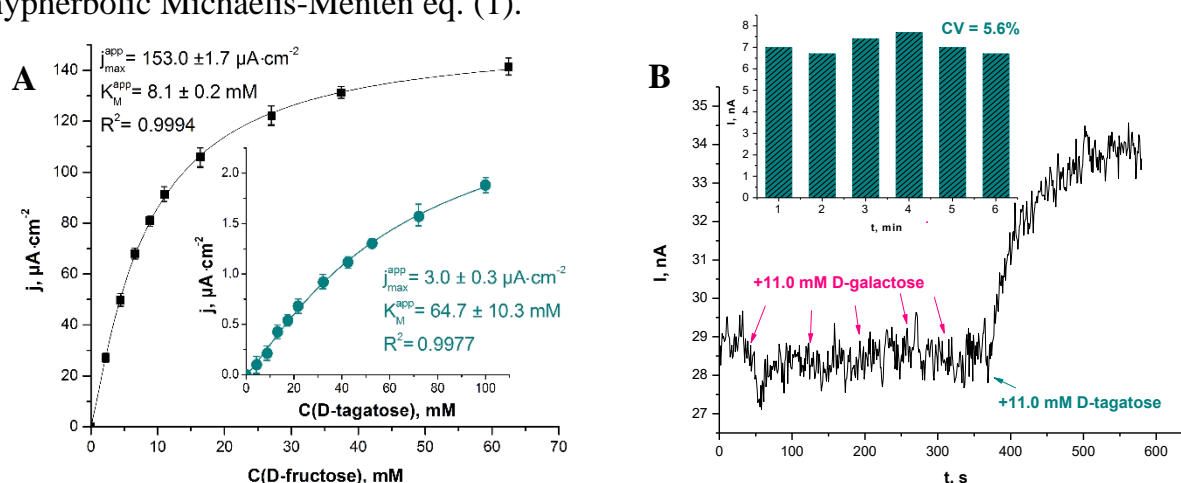 hyperbolic Michaelis-Menten eq. (1).
A
j_max^app = 153.0 ±1.7 µA·cm⁻²
K_M^app = 8.1 ± 0.2 mM
R² = 0.9994
j, µA·cm⁻²
140
120
100
80
60
40
20
0
0 10 20 30 40 50 60 70
C(D-fructose), mM
j, µA·cm⁻²
2.0
1.5
1.0
0.5
0.0
0 20 40 60 80 100
C(D-tagatose), mM
j_max^app = 3.0 ± 0.3 µA·cm⁻²
K_M^app = 64.7 ± 10.3 mM
R² = 0.9977
B
CV = 5.6%
I, nA
8
7
6
5
4
3
2
1
0
1 2 3 4 5 6
t, min
I, nA
35
34
33
32
31
30
29
28
27
+11.0 mM D-galactose
+11.0 mM D-tagatose
0 100 200 300 400 500 600
t, s